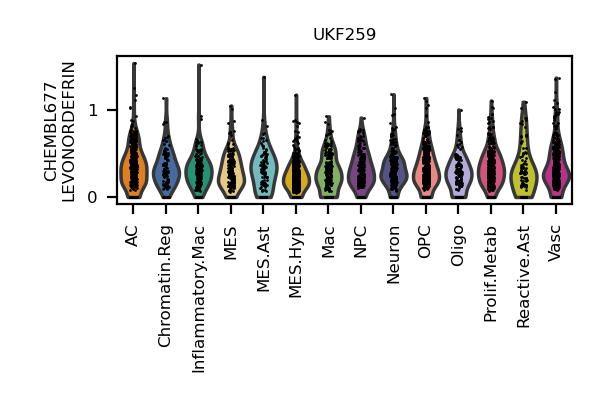 UKF259
CHEMBL677
LEVONORDEFRIN
1
0
AC
Chromatin.Reg
Inflammatory.Mac
MES
MES.Ast
MES.Hyp
Mac
NPC
Neuron
OPC
Oligo
Prolif.Metab
Reactive.Ast
Vasc